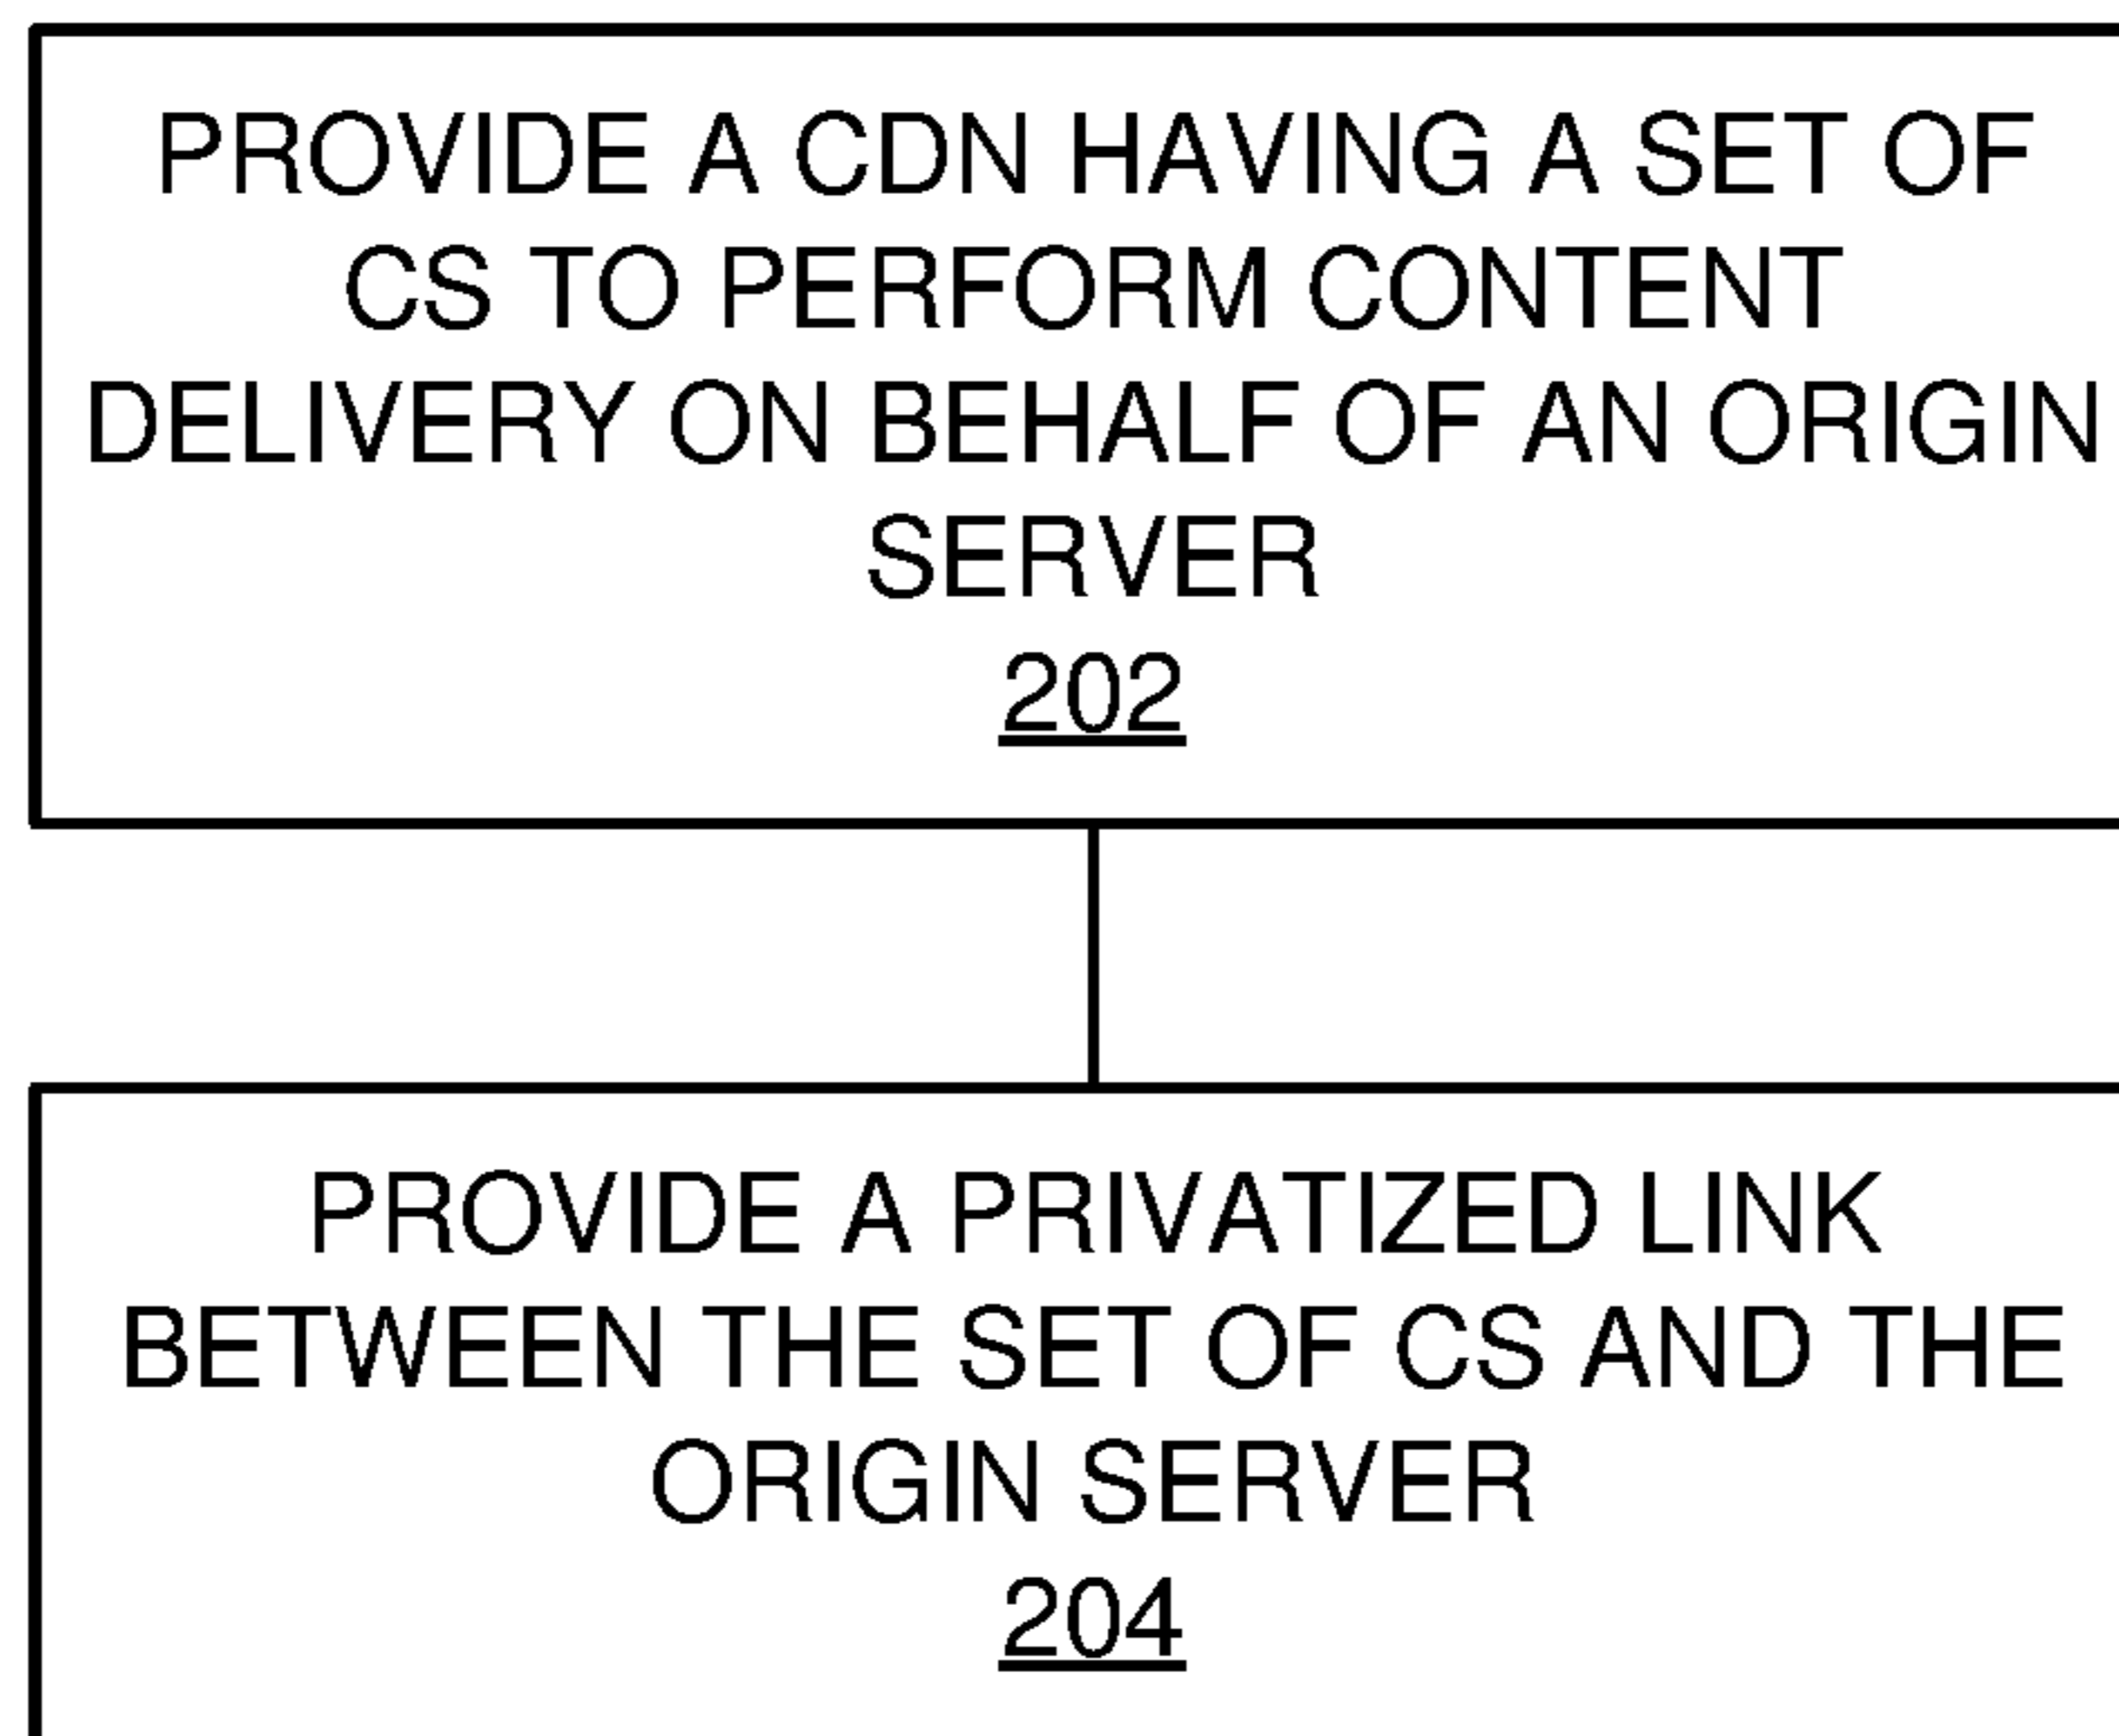 PROVIDE A CDN HAVING A SET OF
CS TO PERFORM CONTENT
DELIVERY ON BEHALF OF AN ORIGIN
SERVER
202
PROVIDE A PRIVATIZED LINK
BETWEEN THE SET OF CS AND THE
ORIGIN SERVER
204